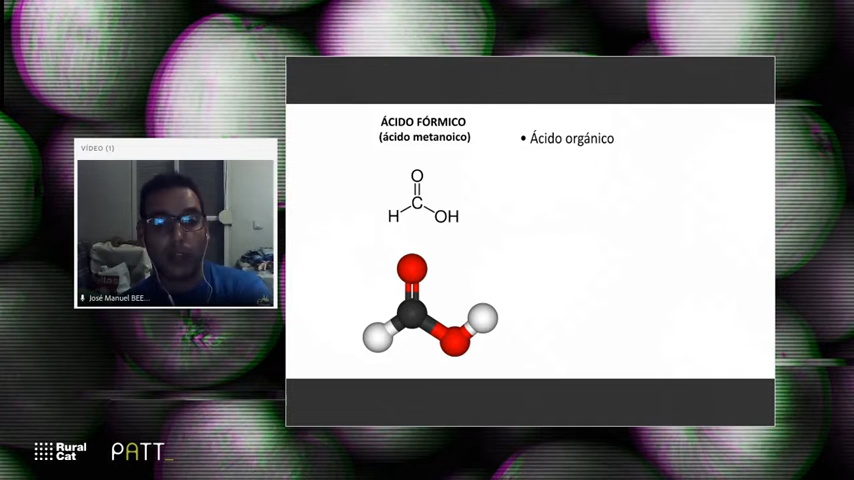 VÍDEO (1)
José Manuel BEE...
ÁCIDO FÓRMICO
(ácido metanoico)
• Ácido orgánico
O
C
H
OH
Rural
Cat
PATT_